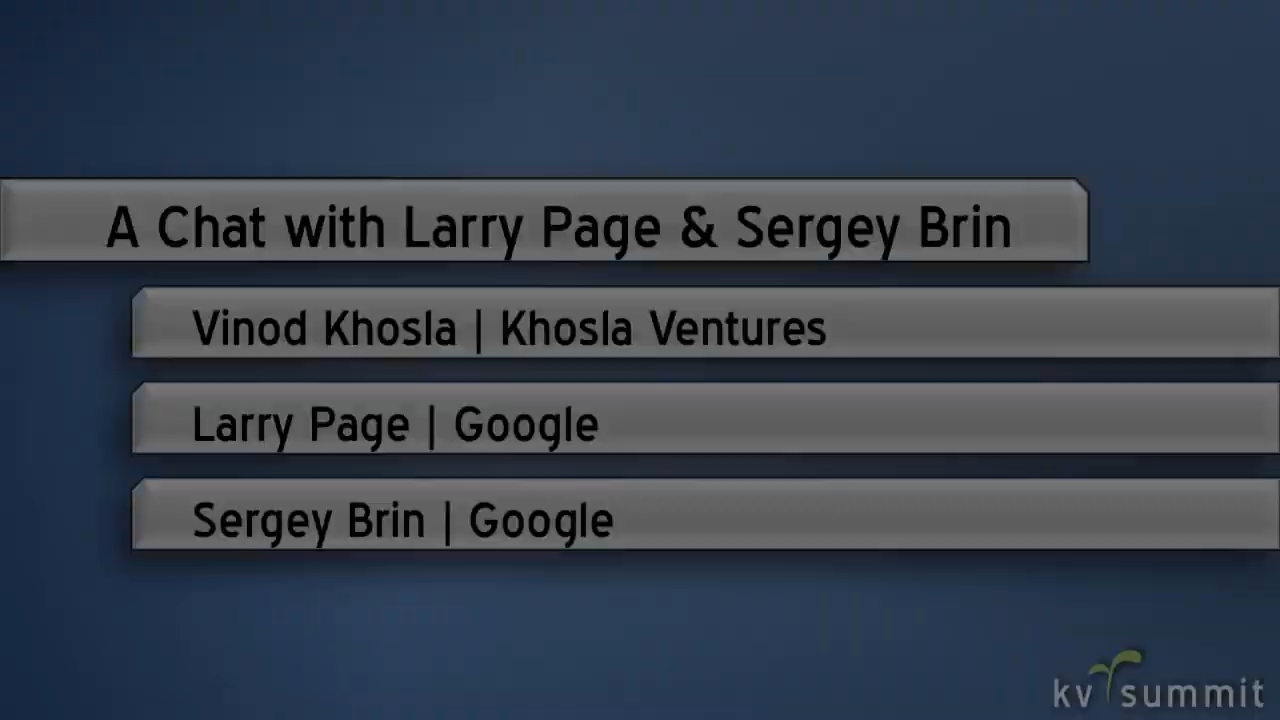 A Chat with Larry Page & Sergey Brin
Vinod Khosla | Khosla Ventures
Larry Page | Google
Sergey Brin | Google
kv summit